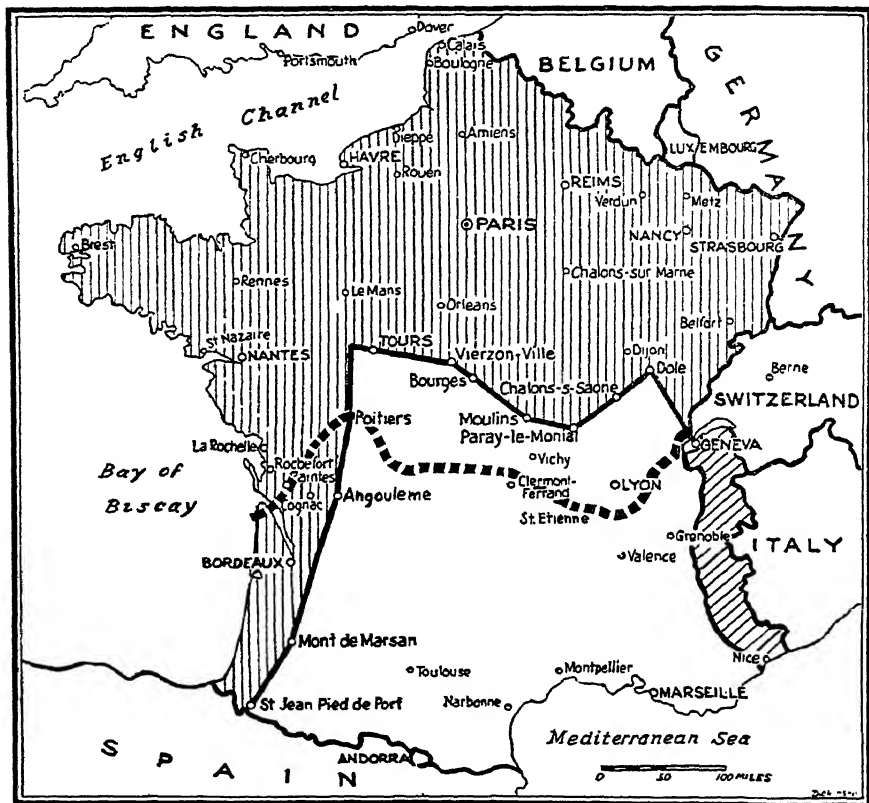 ENGLAND
Dover
Calais
Portsmouth
Boulogne
BELGIUM
GERMANY
English Channel
Dieppe
Amiens
LUXEMBOURG
Cherbourg
HAVRE
Rouen
REIMS
Verdun
Metz
PARIS
NANCY
STRASBOURG
Brest
Rennes
Chalons-sur Marne
Le Mans
Orleans
Belfort
St Nazaire
NANTES
TOURS
Vierzon-Ville
Dijon
Dole
Berne
Bourges
Chalons-s-Saone
SWITZERLAND
Moulins
Paray-le-Monial
Poitiers
GENEVA
La Rochelle
Vichy
Bay of
Biscay
Rochefort
Saintes
Cognac
Angouleme
Clermont-
Ferrand
LYON
St. Etienne
Grenoble
ITALY
BORDEAUX
Valence
Mont de Marsan
Nice
Toulouse
Montpellier
St Jean Pied de Port
Narbonne
MARSEILLE
SPAIN
ANDORRA
Mediterranean Sea
0 50 100 MILES